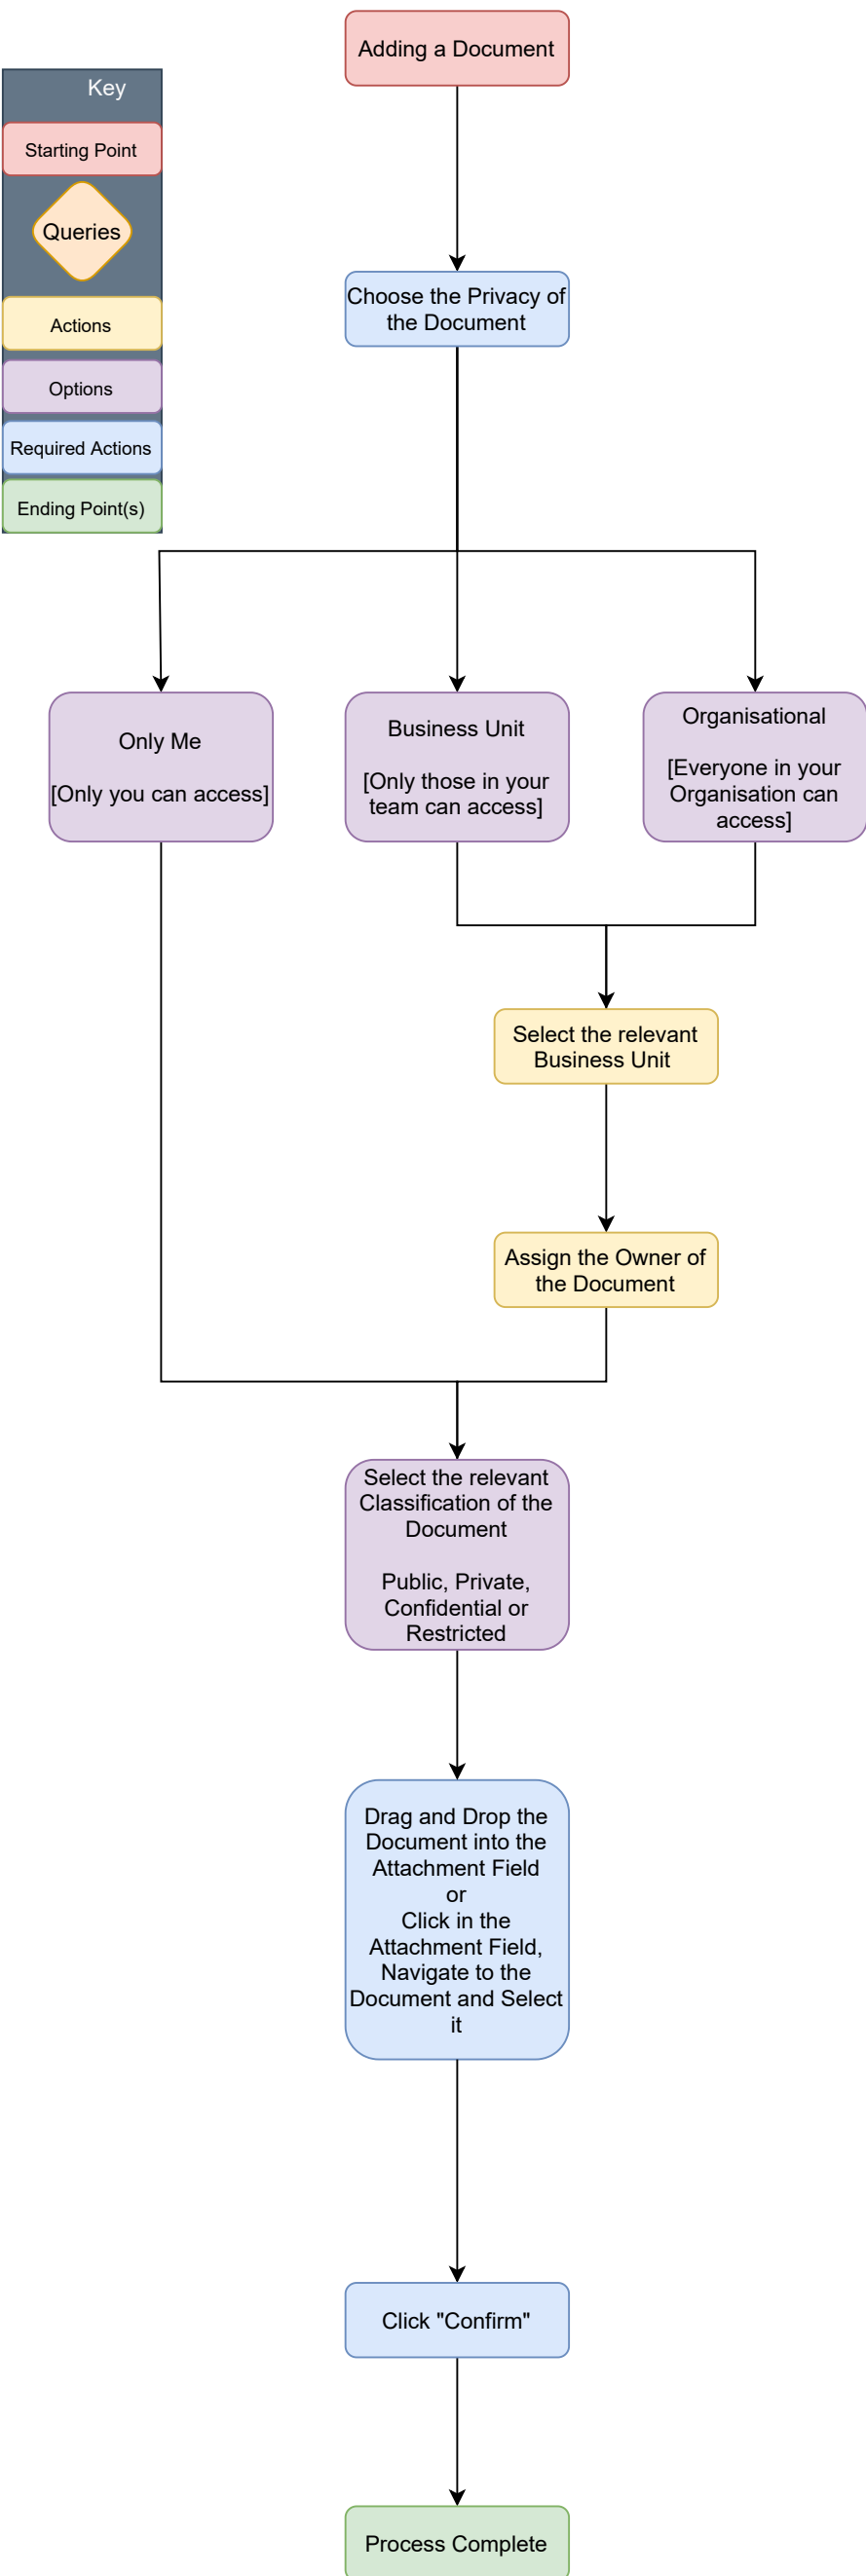 Adding a Document
Key
Starting Point
Queries
Actions
Options
Required Actions
Ending Point(s)
Choose the Privacy of
the Document
Only Me
[Only you can access]
Business Unit
[Only those in your
team can access]
Organisational
[Everyone in your
Organisation can
access]
Select the relevant
Business Unit
Assign the Owner of
the Document
Select the relevant
Classification of the
Document
Public, Private,
Confidential or
Restricted
Drag and Drop the
Document into the
Attachment Field
or
Click in the
Attachment Field,
Navigate to the
Document and Select
it
Click "Confirm"
Process Complete